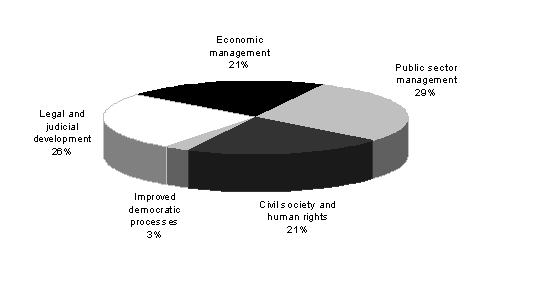 Economic
management
21%
Public sector
management
29%
Legal and
judicial
development
26%
Improved
democratic
processes
3%
Civil society and
human rights
21%